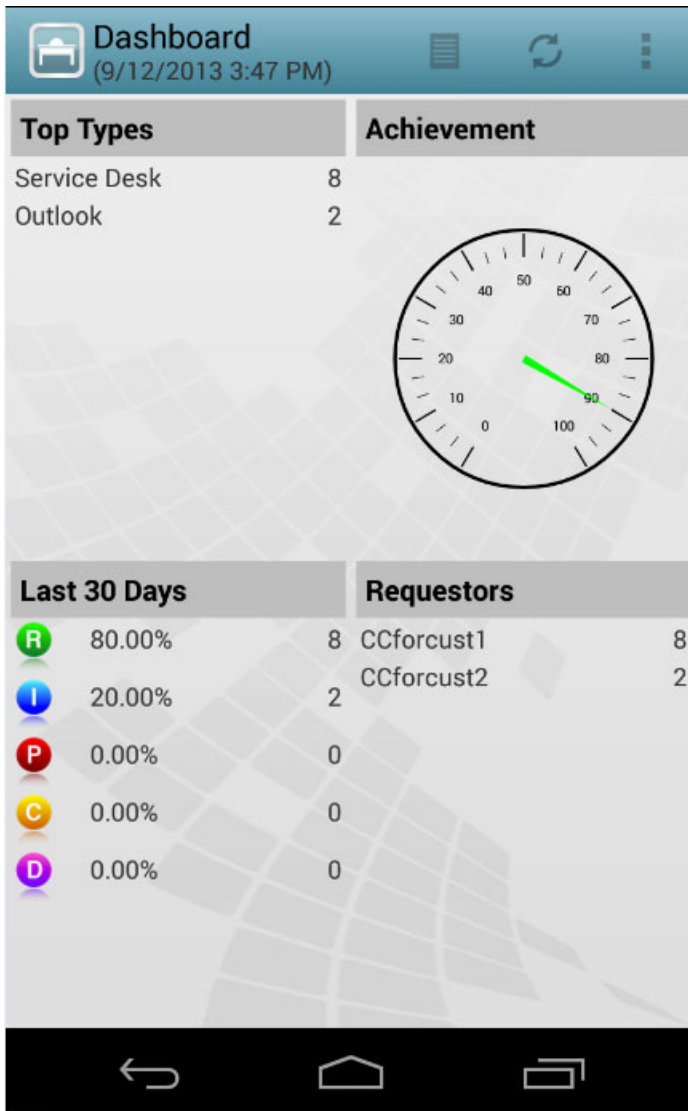 Dashboard
(9/12/2013 3:47 PM)
Top Types
Service Desk 8
Outlook 2
Achievement
0
10
20
30
40
50
60
70
80
90
100
Last 30 Days
R 80.00% 8
I 20.00% 2
P 0.00% 0
C 0.00% 0
D 0.00% 0
Requestors
CCforcust1 8
CCforcust2 2